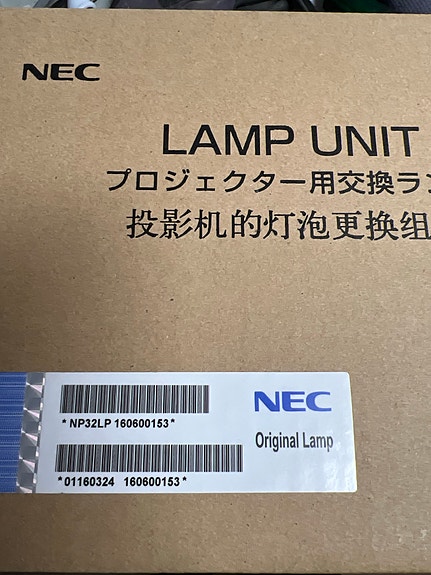 NEC
LAMP UNIT
プロジェクター用交換ラン
投影机的灯泡更换组
*NP32LP 160600153*
NEC
Original Lamp
*01160324 160600153*